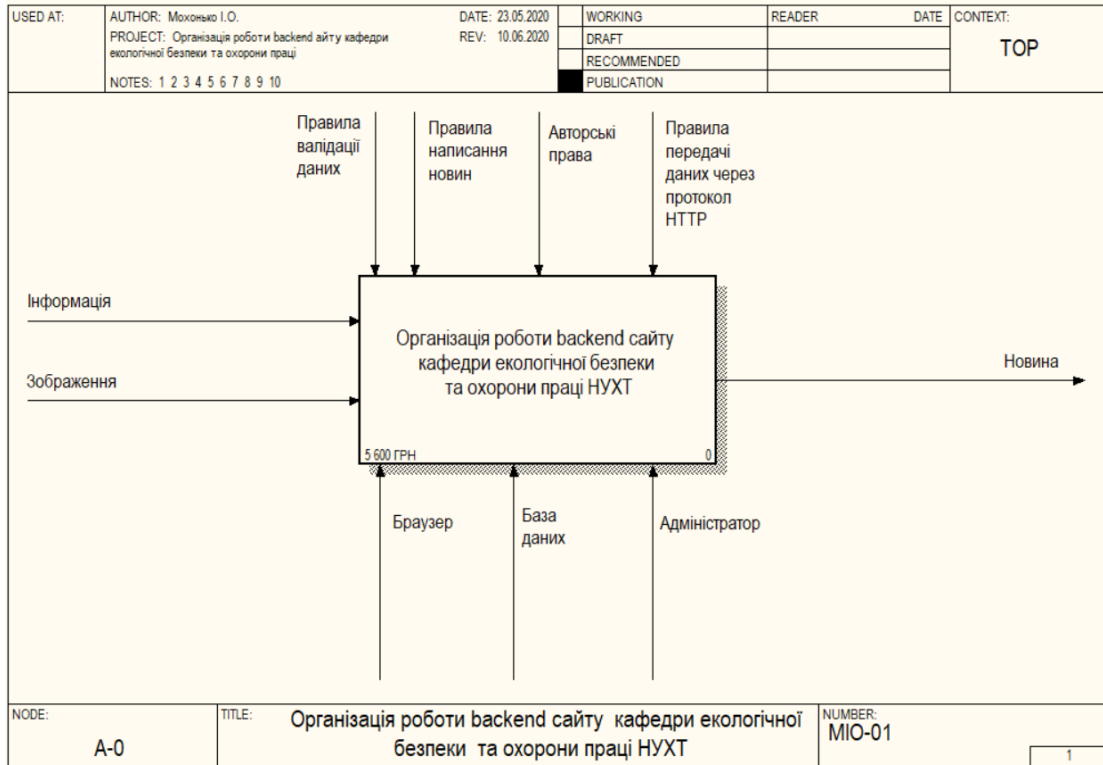 USED AT:
AUTHOR: Мохонько І.О.
DATE: 23.05.2020
PROJECT: Організація роботи backend айту кафедри
екологічної безпеки та охорони праці
REV: 10.06.2020
NOTES: 1 2 3 4 5 6 7 8 9 10
WORKING
DRAFT
RECOMMENDED
PUBLICATION
READER
DATE
CONTEXT:
TOP
Правила
валідації
даних
Правила
написання
новин
Авторські
права
Правила
передачі
даних через
протокол
HTTP
Інформація
Зображення
Організація роботи backend сайту
кафедри екологічної безпеки
та охорони праці НУХТ
5 600 ГРН
0
Новина
Браузер
База
даних
Адміністратор
NODE:
A-0
TITLE:
Організація роботи backend сайту кафедри екологічної
безпеки та охорони праці НУХТ
NUMBER:
МІО-01
1